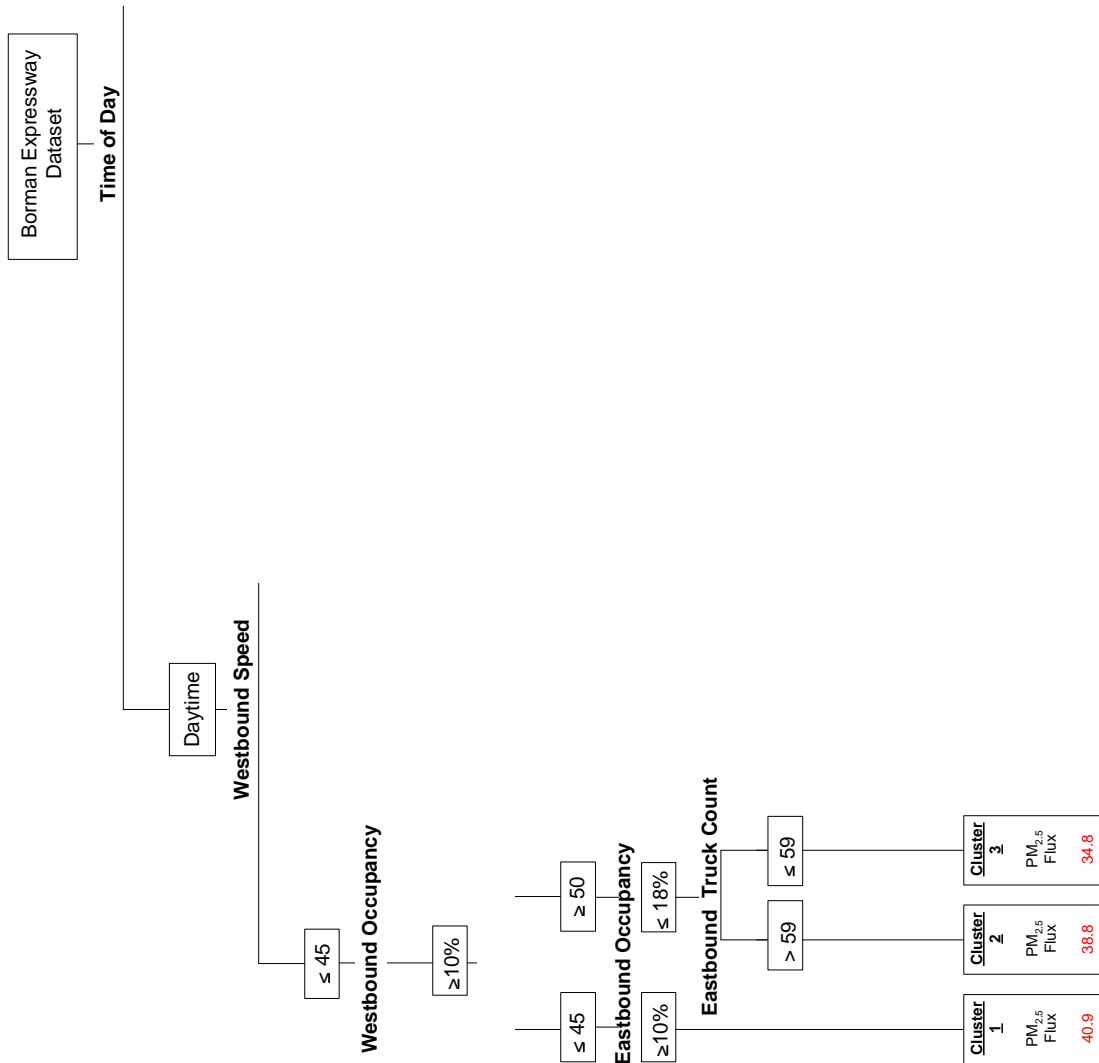 Borman Expressway
Dataset
Time of Day
Daytime
Westbound Speed
≤ 45
Westbound Occupancy
≥10%
≤ 45
≥ 50
Eastbound Occupancy
≥10%
≤ 18%
Eastbound Truck Count
> 59
≤ 59
Cluster
1
PM2.5
Flux
40.9
Cluster
2
PM2.5
Flux
38.8
Cluster
3
PM2.5
Flux
34.8